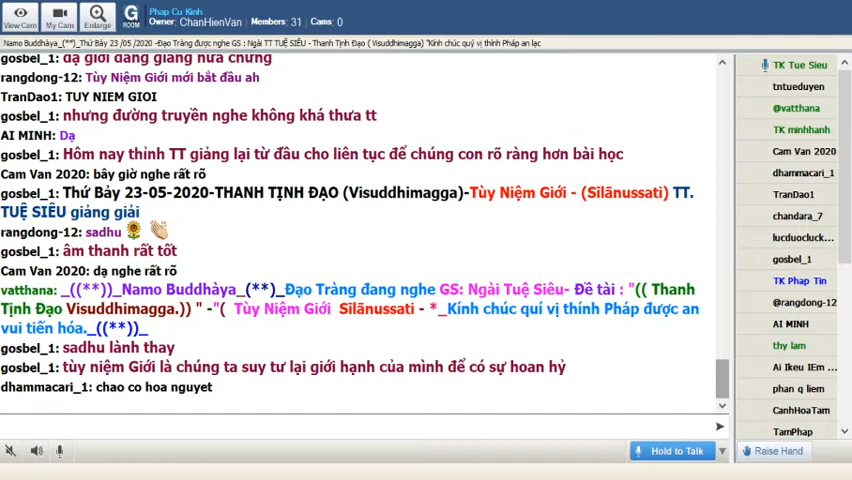 View Cam
My Cam
Enlarge
G
ROOM
Phap Cu Kinh
Owner: ChanHienVan Members: 31 Cams: 0
Namo Buddhàya_(**)_Thứ Bảy 23 /05 /2020 -Đạo Tràng được nghe GS : Ngài TT TUỆ SIÊU - Thanh Tịnh Đạo ( Visuddhimagga) "Kính chúc quý vị thính Pháp an lạc
gosbel_1: dạ giới đang giảng nửa chừng
rangdong-12: Tùy Niệm Giới mới bắt đầu ah
TranDao1: TUY NIEM GIOI
gosbel_1: nhưng đường truyền nghe không khá thưa tt
AI MINH: Dạ
gosbel_1: Hôm nay thỉnh TT giảng lại từ đầu cho liên tục để chúng con rõ ràng hơn bài học
Cam Van 2020: bây giờ nghe rất rõ
gosbel_1: Thứ Bảy 23-05-2020-THANH TỊNH ĐẠO (Visuddhimagga)-Tùy Niệm Giới - (Sīlānussati) TT.
TUỆ SIÊU giảng giải
rangdong-12: sadhu
gosbel_1: âm thanh rất tốt
Cam Van 2020: dạ nghe rất rõ
vatthana: _((**))_Namo Buddhàya_(**)_Đạo Tràng đang nghe GS: Ngài Tuệ Siêu- Đề tài : "(( Thanh
Tịnh Đạo Visuddhimagga.)) " -"( Tùy Niệm Giới Sīlānussati - *_Kính chúc quí vị thính Pháp được an
vui tiến hóa._((**))_
gosbel_1: sadhu lành thay
gosbel_1: tùy niệm Giới là chúng ta suy tư lại giới hạnh của mình để có sự hoan hỷ
dhammacari_1: chao co hoa nguyet
TK Tue Sieu
tntueduyen
@vatthana
TK minhhanh
Cam Van 2020
dhammacari_1
TranDao1
chandara_7
lucduocluck...
gosbel_1
TK Phap Tin
@rangdong-12
AI MINH
thy lam
Ai Ikeu IEm ...
phan q liem
CanhHoaTam
TamPhap
Hold to Talk
Raise Hand